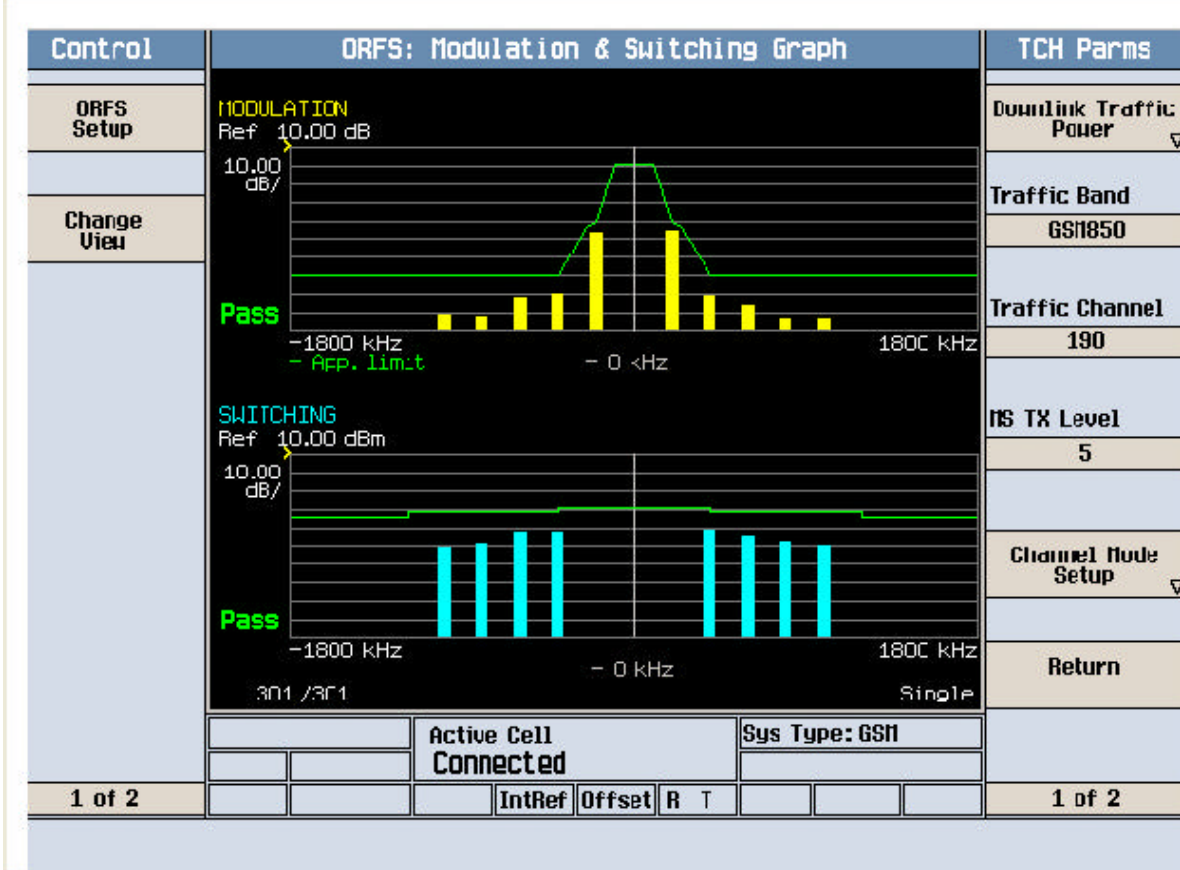 Control
ORFS: Modulation & Switching Graph
TCH Parms
ORFS
Setup
Change
View
1 of 2
MODULATION
Ref 10.00 dB
10.00
dB/
Pass
-1800 kHz
1800 kHz
- App. limit
- 0 kHz
SWITCHING
Ref 10.00 dBm
10.00
dB/
Pass
-1800 kHz
1800 kHz
- 0 kHz
301 /301
Single
Active Cell
Connected
Sys Type: GSM
IntRef
Offset
R T
Downlink Traffic
Power
Traffic Band
GSM850
Traffic Channel
190
MS TX Level
5
Channel Mode
Setup
Return
1 of 2